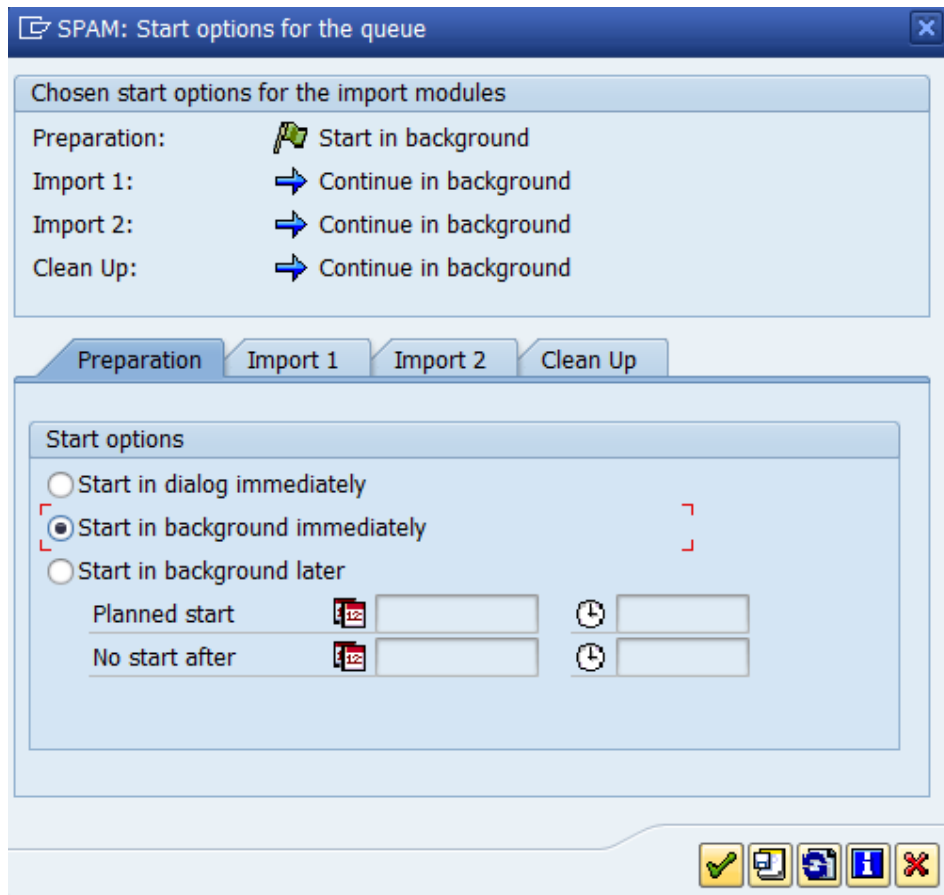 SPAM: Start options for the queue
Chosen start options for the import modules
Preparation: Start in background
Import 1: Continue in background
Import 2: Continue in background
Clean Up: Continue in background
Preparation Import 1 Import 2 Clean Up
Start options
Start in dialog immediately
Start in background immediately
Start in background later
Planned start
No start after